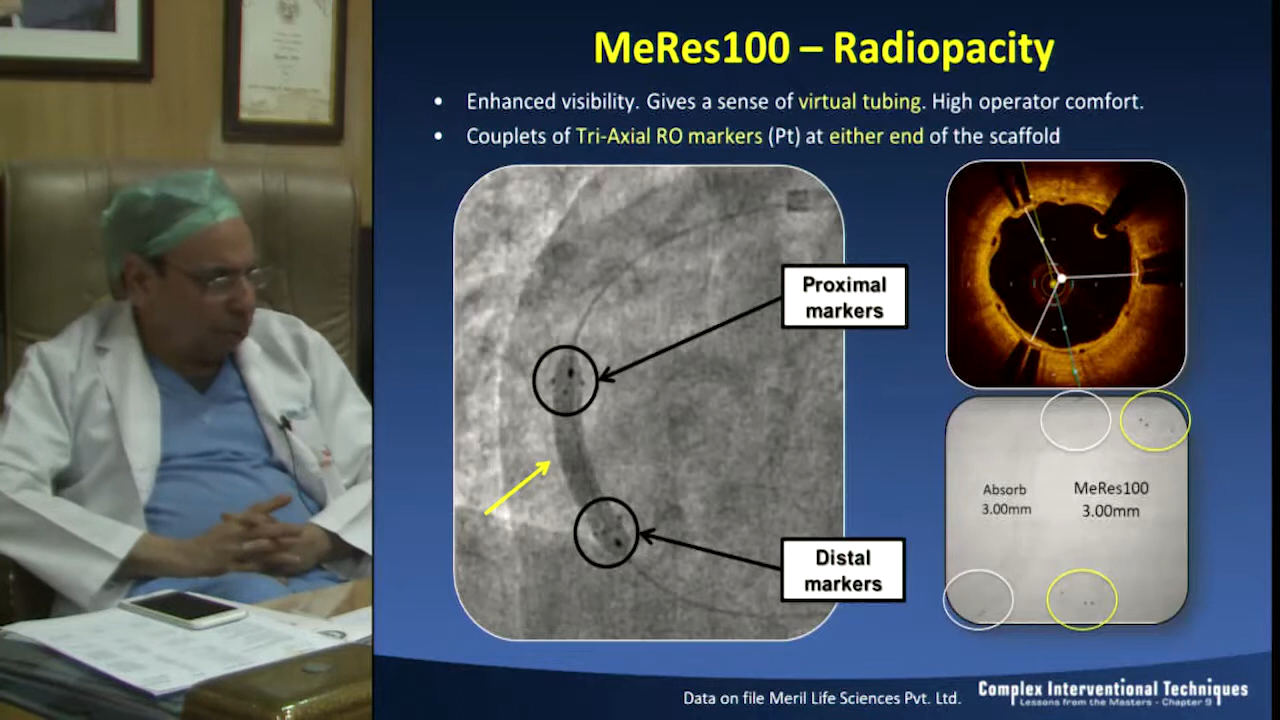 MeRes100 – Radiopacity
• Enhanced visibility. Gives a sense of virtual tubing. High operator comfort.
• Couplets of Tri-Axial RO markers (Pt) at either end of the scaffold
Proximal
markers
Absorb
3.00mm
MeRes100
3.00mm
Distal
markers
Data on file Meril Life Sciences Pvt. Ltd.
Complex Interventional Techniques
Lessons from the Masters - Chapter 9